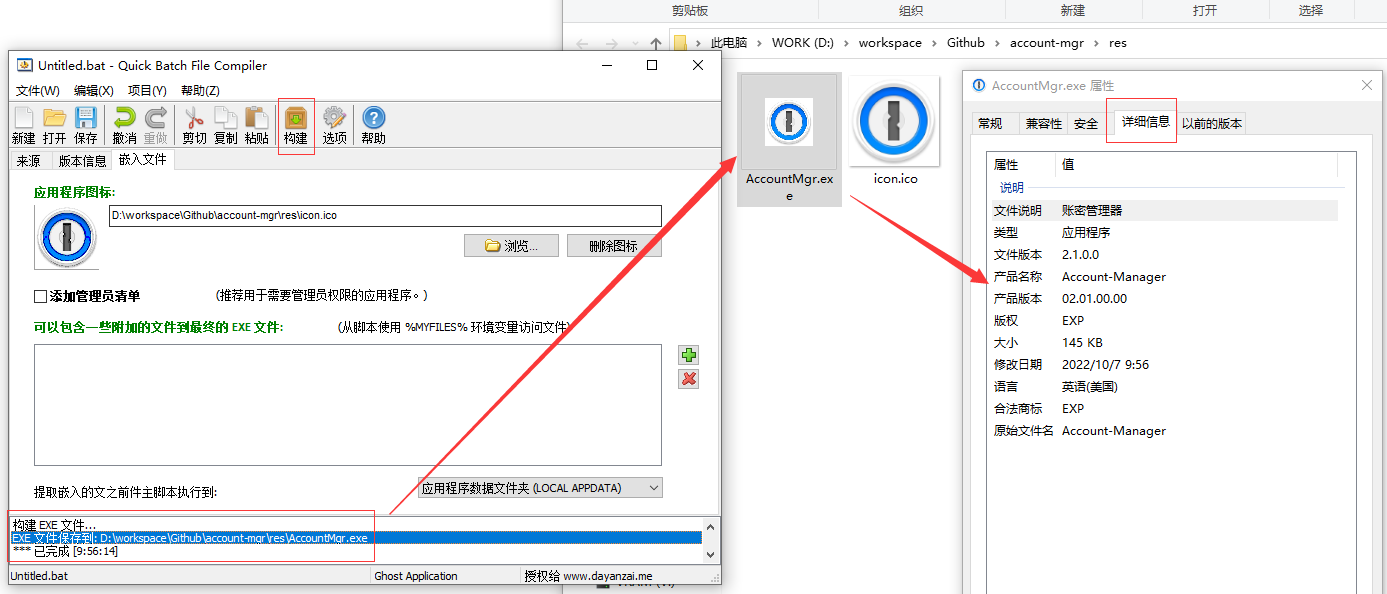 剪贴板 组织 新建 打开 选择
此电脑 › WORK (D:) › workspace › Github › account-mgr › res
Untitled.bat - Quick Batch File Compiler
文件(W) 编辑(X) 项目(Y) 帮助(Z)
新建 打开 保存 撤消 重做 剪切 复制 粘贴 构建 选项 帮助
来源 版本信息 嵌入文件
应用程序图标:
D:\workspace\Github\account-mgr\res\icon.ico
浏览... 删除图标
添加管理员清单 (推荐用于需要管理员权限的应用程序。)
可以包含一些附加的文件到最终的 EXE 文件: (从脚本使用 %MYFILES% 环境变量访问文件)
提取嵌入的文之前件主脚本执行到: 应用程序数据文件夹 (LOCAL APPDATA)
构建 EXE 文件...
EXE 文件保存到: D:\workspace\Github\account-mgr\res\AccountMgr.exe
*** 已完成 [9:56:14]
Untitled.bat Ghost Application 授权给 www.dayanzai.me
AccountMgr.ex
e
icon.ico
AccountMgr.exe 属性
常规 兼容性 安全 详细信息 以前的版本
属性 值
说明
文件说明 账密管理器
类型 应用程序
文件版本 2.1.0.0
产品名称 Account-Manager
产品版本 02.01.00.00
版权 EXP
大小 145 KB
修改日期 2022/10/7 9:56
语言 英语(美国)
合法商标 EXP
原始文件名 Account-Manager